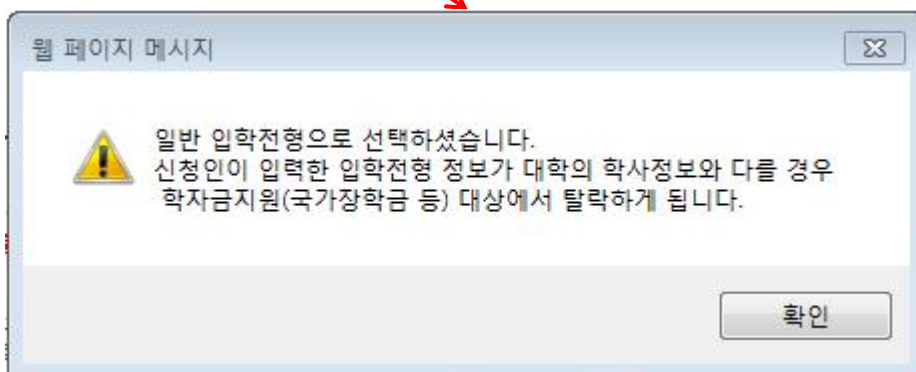 웹 페이지 메시지
일반 입학전형으로 선택하셨습니다.
신청인이 입력한 입학전형 정보가 대학의 학사정보와 다를 경우
학자금지원(국가장학금 등) 대상에서 탈락하게 됩니다.
확인